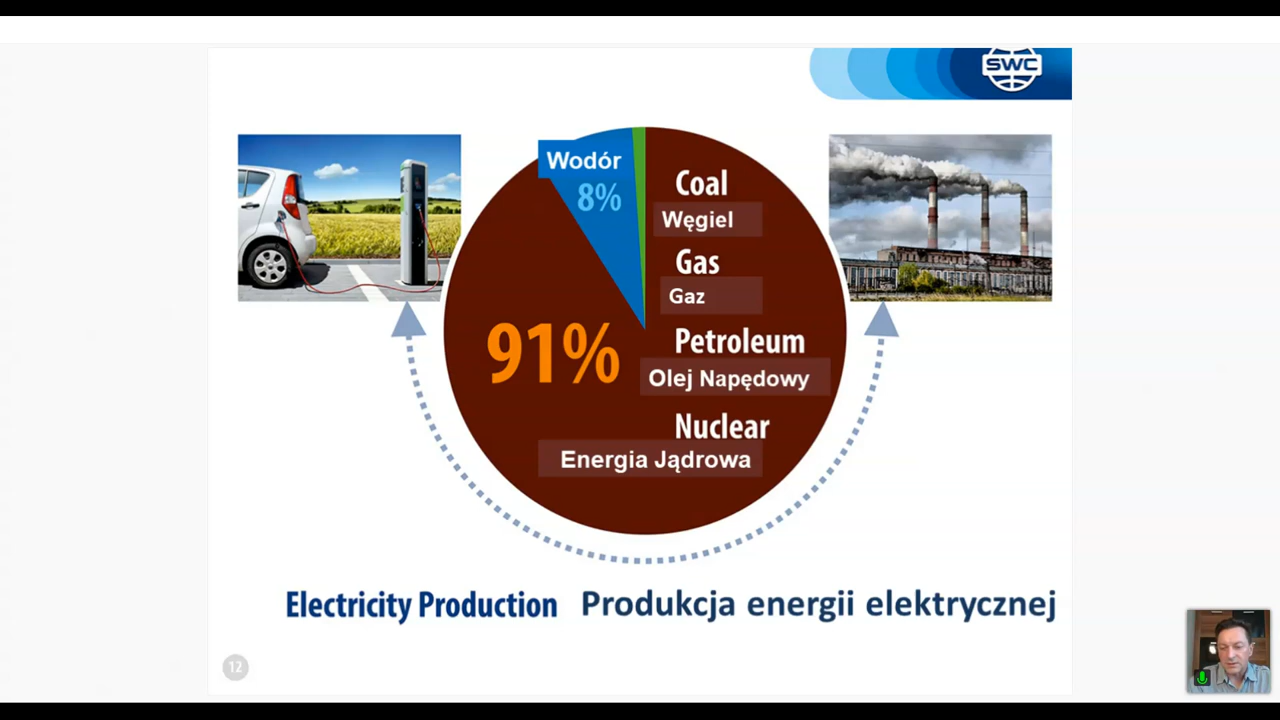 SWC
Wodór
8%
Coal
Węgiel
Gas
Gaz
91%
Petroleum
Olej Napędowy
Nuclear
Energia Jądrowa
Electricity Production Produkcja energii elektrycznej
12